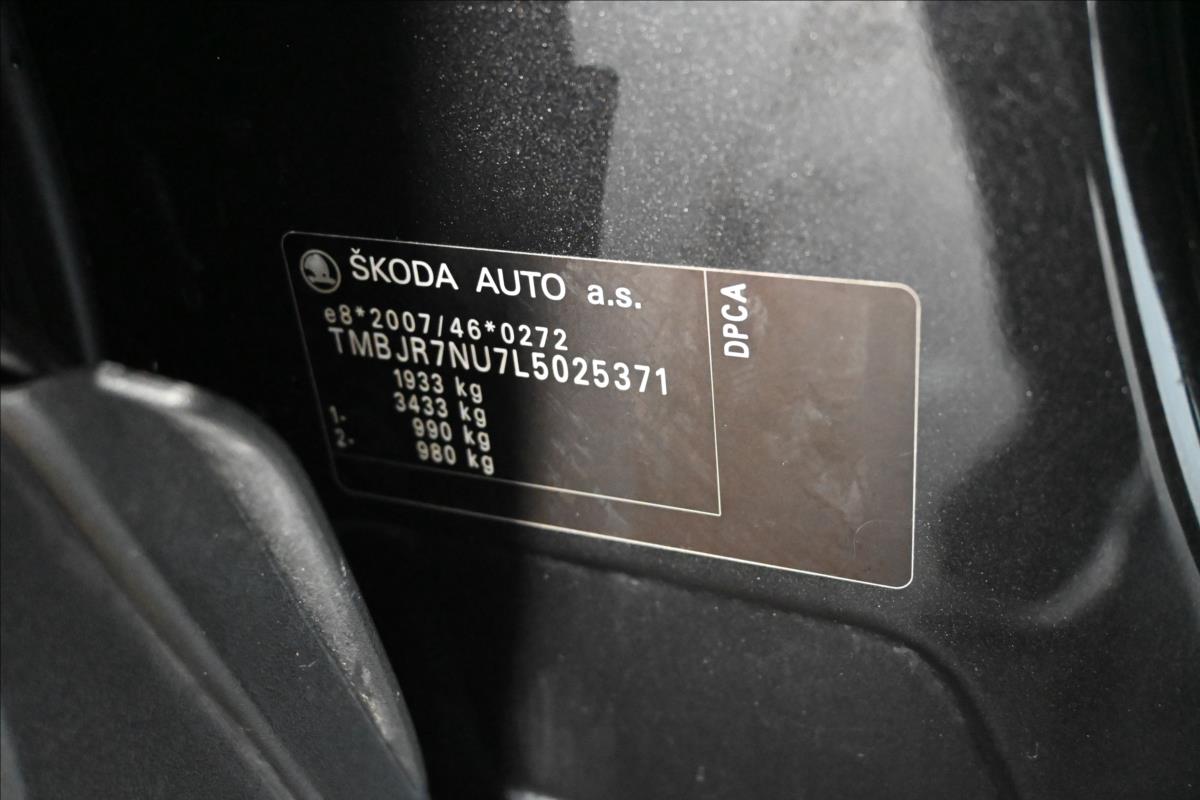 ŠKODA AUTO a.s.
e8*2007/46*0272
TMBJR7NU7L5025371
1933 kg
3433 kg
1- 990 kg
2- 980 kg
DPCA